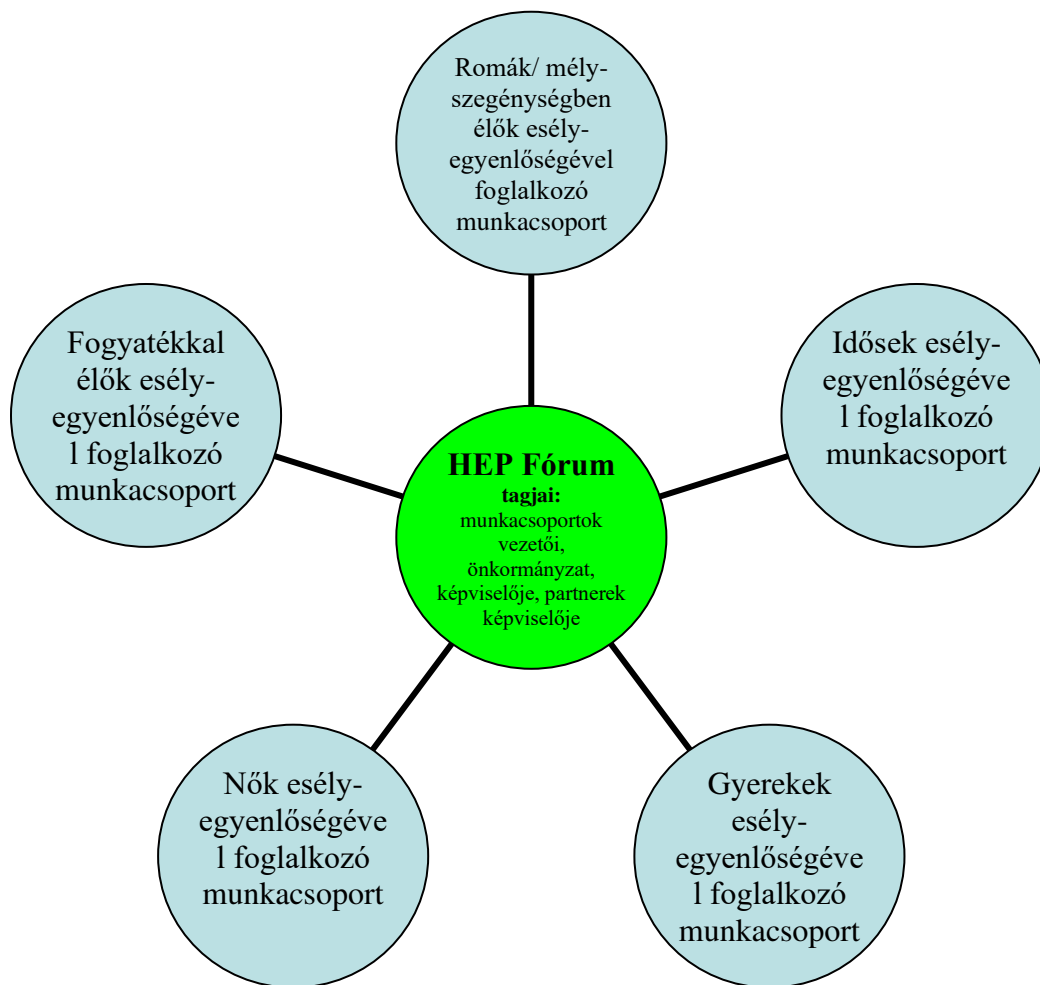 Romák/ mély-
szegénységben
élők esély-
egyenlőségével
foglalkozó
munkacsoport
Fogyatékkal
élők esély-
egyenlőségéve
l foglalkozó
munkacsoport
Idősek esély-
egyenlőségéve
l foglalkozó
munkacsoport
HEP Fórum
tagjai:
munkacsoportok
vezetői,
önkormányzat,
képviselője, partnerek
képviselője
Nők esély-
egyenlőségéve
l foglalkozó
munkacsoport
Gyerekek
esély-
egyenlőségéve
l foglalkozó
munkacsoport